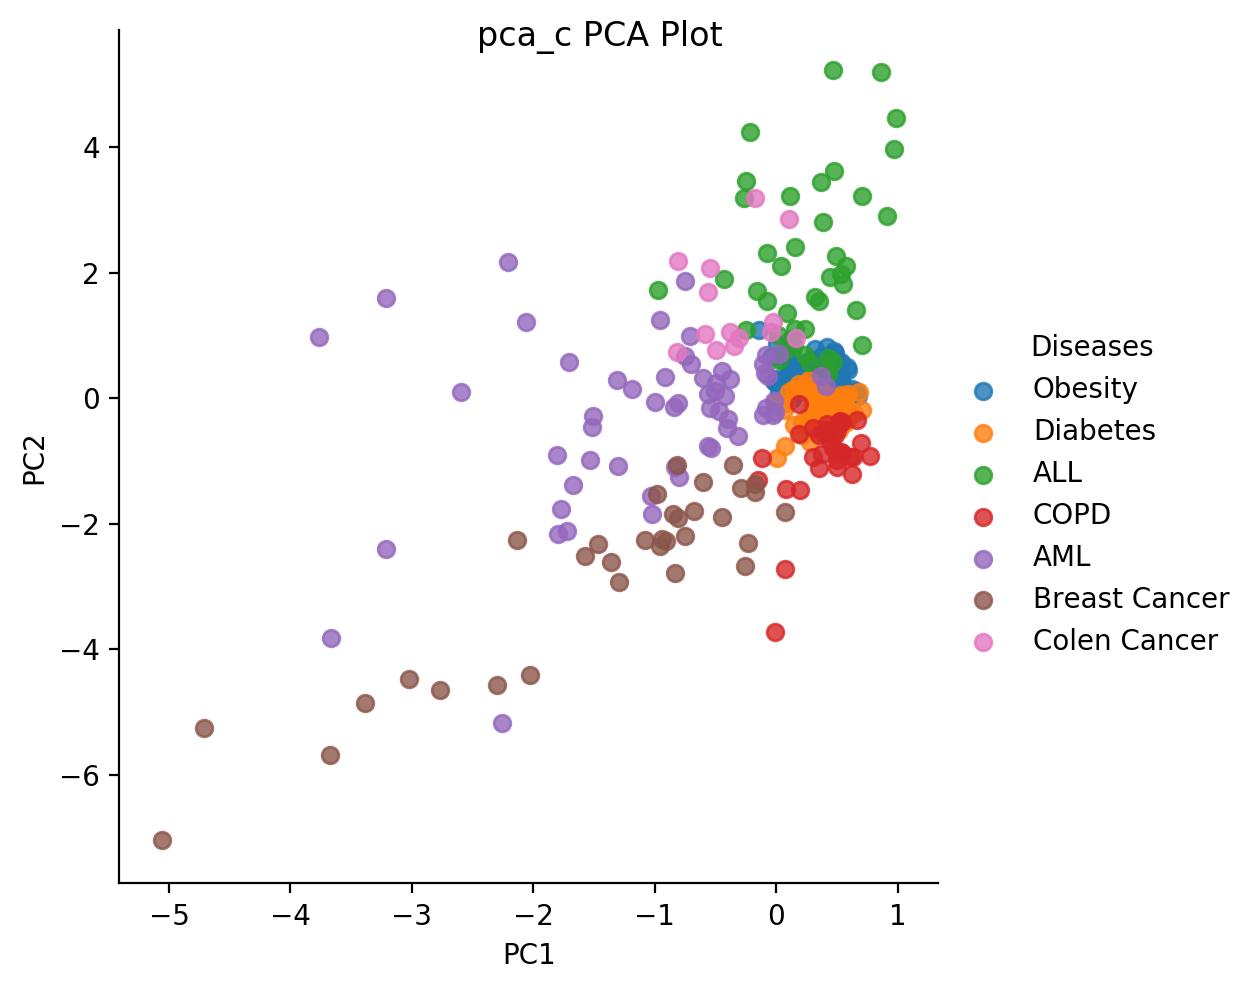 pca_c PCA Plot
4
2
0
−2
−4
−6
PC2
−5 −4 −3 −2 −1 0 1
PC1
Diseases
Obesity
Diabetes
ALL
COPD
AML
Breast Cancer
Colen Cancer